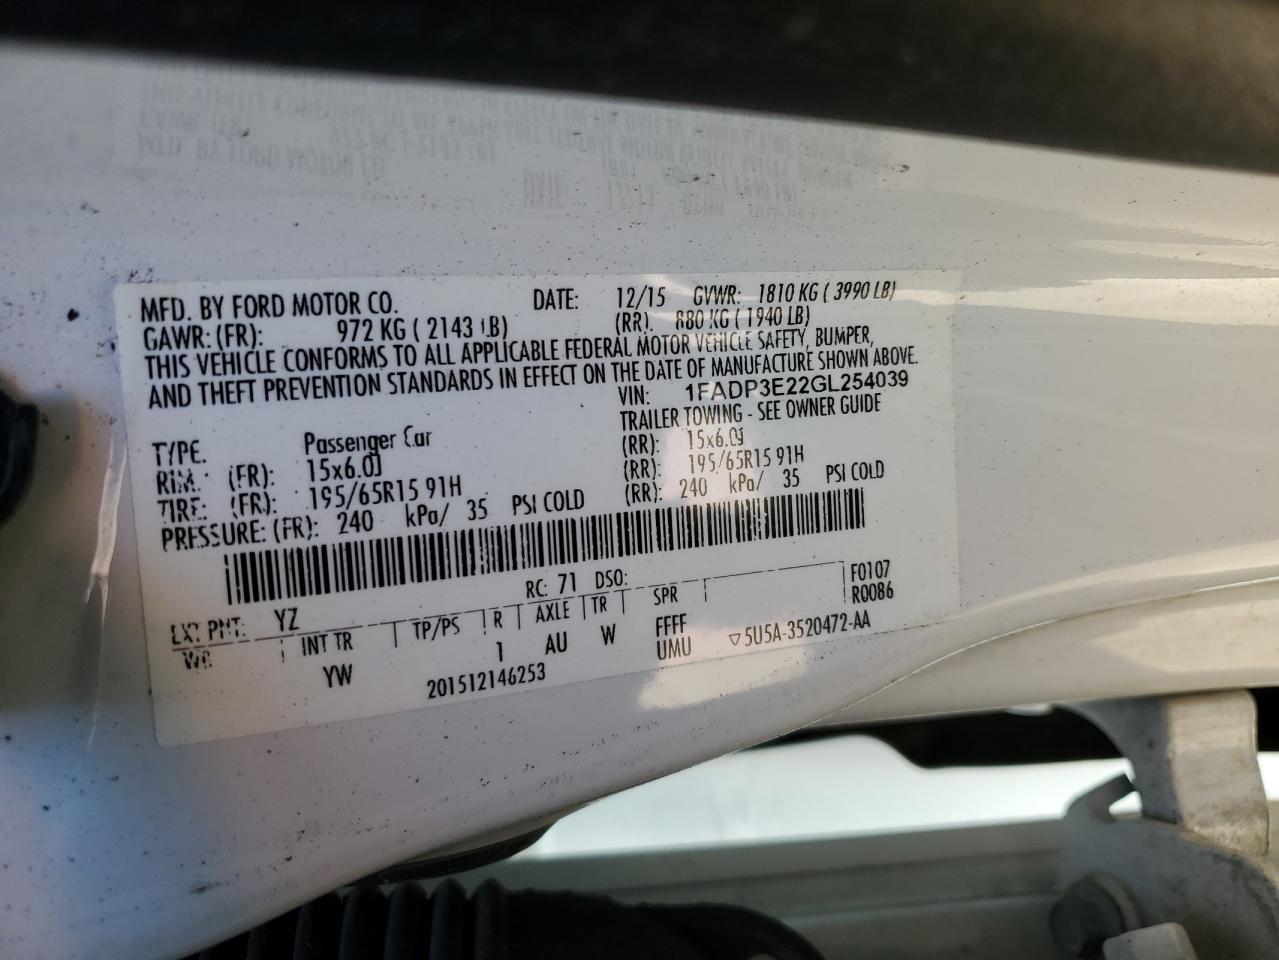 MFD. BY FORD MOTOR CO. DATE: 12/15 GVWR: 1810 KG ( 3990 LB)
GAWR: (FR): 972 KG ( 2143 LB) (RR). 880 KG ( 1940 LB)
THIS VEHICLE CONFORMS TO ALL APPLICABLE FEDERAL MOTOR VEHICLE SAFETY, BUMPER,
AND THEFT PREVENTION STANDARDS IN EFFECT ON THE DATE OF MANUFACTURE SHOWN ABOVE.
VIN: 1FADP3E22GL254039
TYPE. Passenger Car TRAILER TOWING - SEE OWNER GUIDE
RIM: (FR): 15x6.0J (RR): 15x6.0J
TIRE: (FR): 195/65R15 91H (RR): 195/65R15 91H
PRESSURE: (FR): 240 kPa/ 35 PSI COLD (RR): 240 kPa/ 35 PSI COLD
RC: 71 DSO: F0107
EXT PNT: YZ R AXLE TR SPR R0086
WB INT TR TP/PS 1 AU W FFFF
YW UMU 5U5A-3520472-AA
201512146253